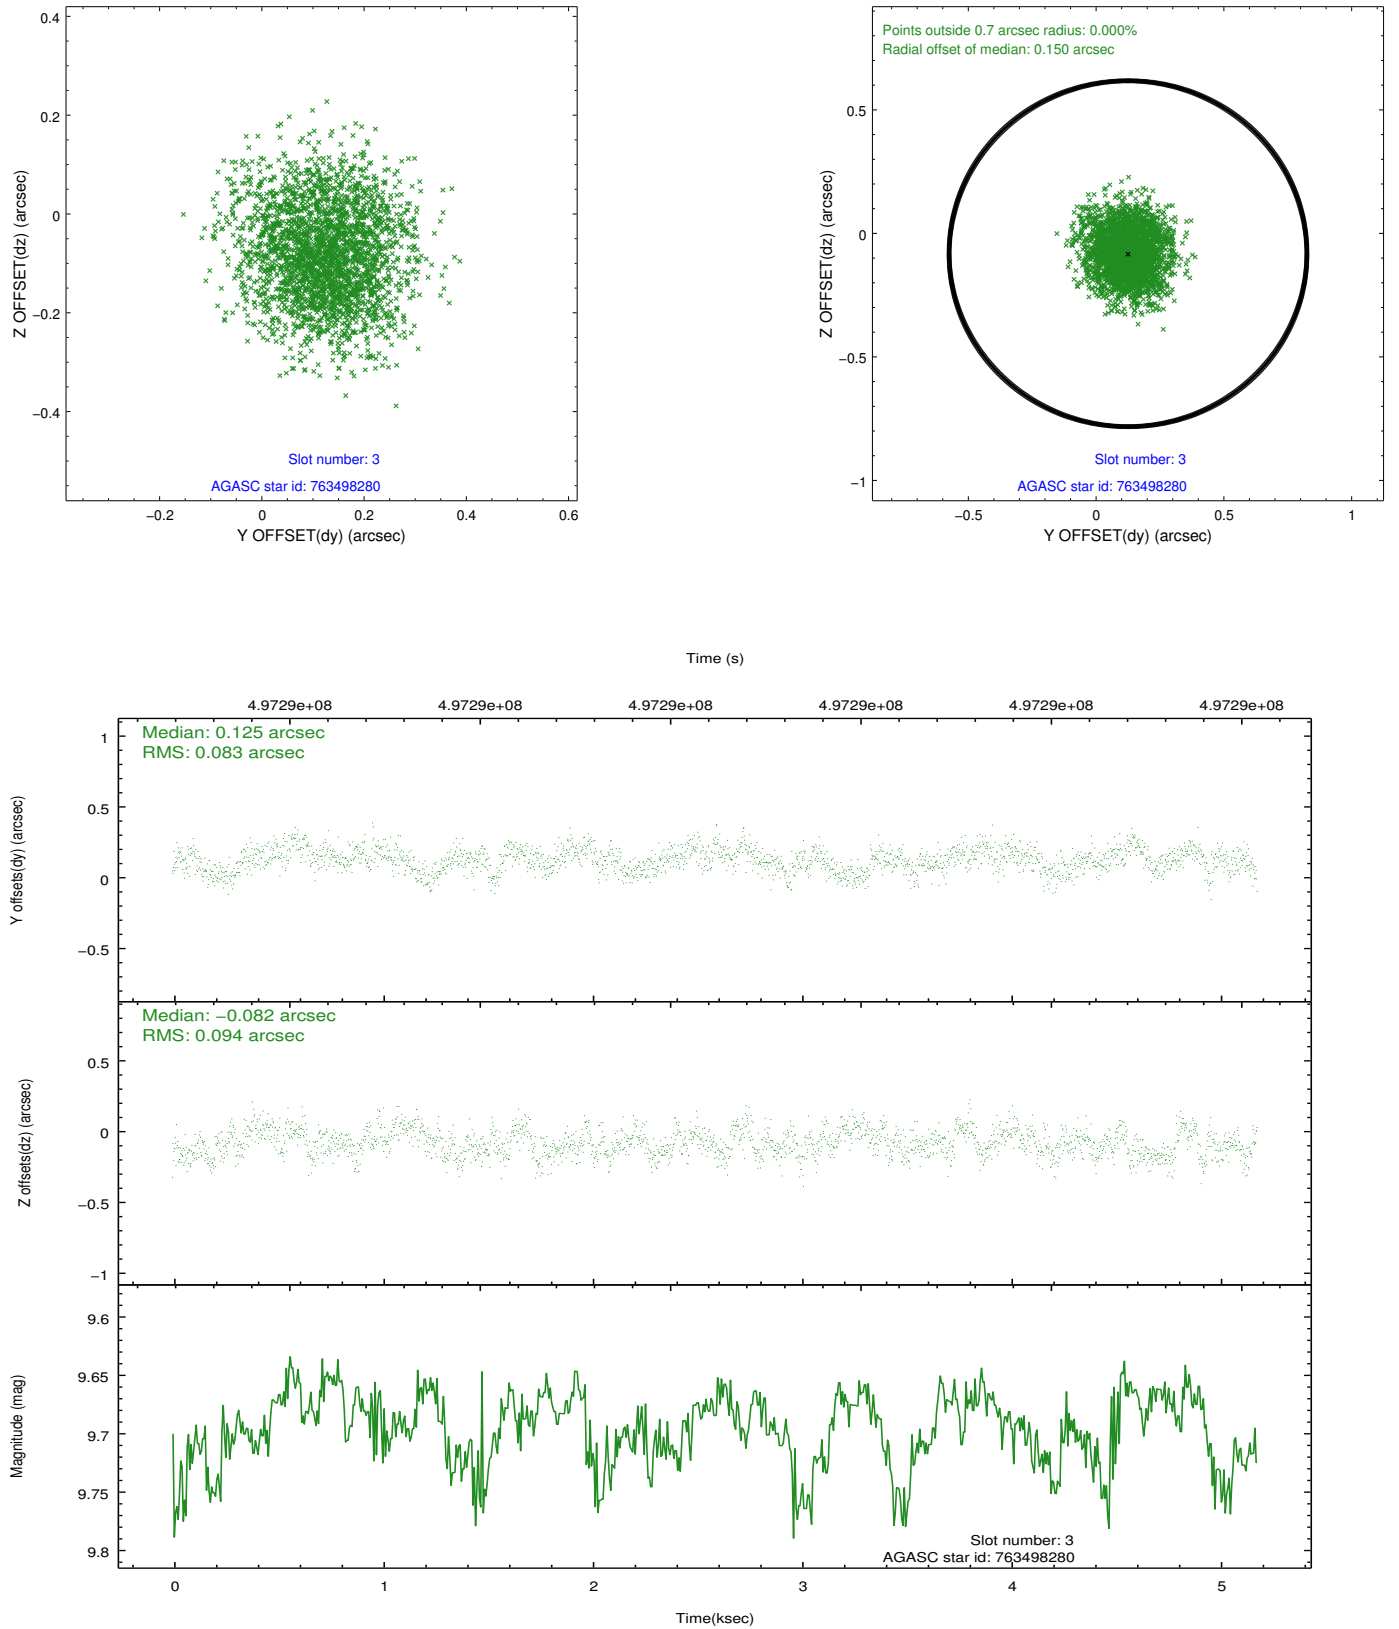 0.4
0.2
0
−0.2
−0.4
Z OFFSET(dz) (arcsec)
Slot number: 3
AGASC star id: 763498280
−0.2 0 0.2 0.4 0.6
Y OFFSET(dy) (arcsec)
Points outside 0.7 arcsec radius: 0.000%
Radial offset of median: 0.150 arcsec
0.5
0
−0.5
−1
Z OFFSET(dz) (arcsec)
Slot number: 3
AGASC star id: 763498280
−0.5 0 0.5 1
Y OFFSET(dy) (arcsec)
Time (s)
4.9729e+08 4.9729e+08 4.9729e+08 4.9729e+08 4.9729e+08 4.9729e+08
Median: 0.125 arcsec
RMS: 0.083 arcsec
1
0.5
0
−0.5
Y offsets(dy) (arcsec)
Median: −0.082 arcsec
RMS: 0.094 arcsec
0.5
0
−0.5
−1
Z offsets(dz) (arcsec)
9.6
9.65
9.7
9.75
9.8
Magnitude (mag)
Slot number: 3
AGASC star id: 763498280
0 1 2 3 4 5
Time(ksec)